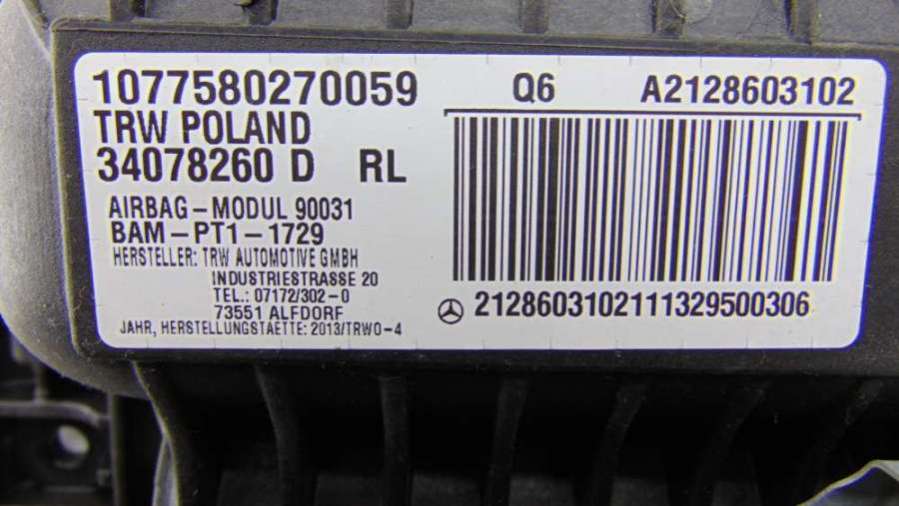 1077580270059
TRW POLAND
34078260 D RL
AIRBAG-MODUL 90031
BAM-PT1-1729
HERSTELLER: TRW AUTOMOTIVE GMBH
INDUSTRIESTRASSE 20
TEL.: 07172/302-0
73551 ALFDORF
JAHR, HERSTELLUNGSTAETTE: 2013/TRWO-4
Q6 A2128603102
2128603102111329500306